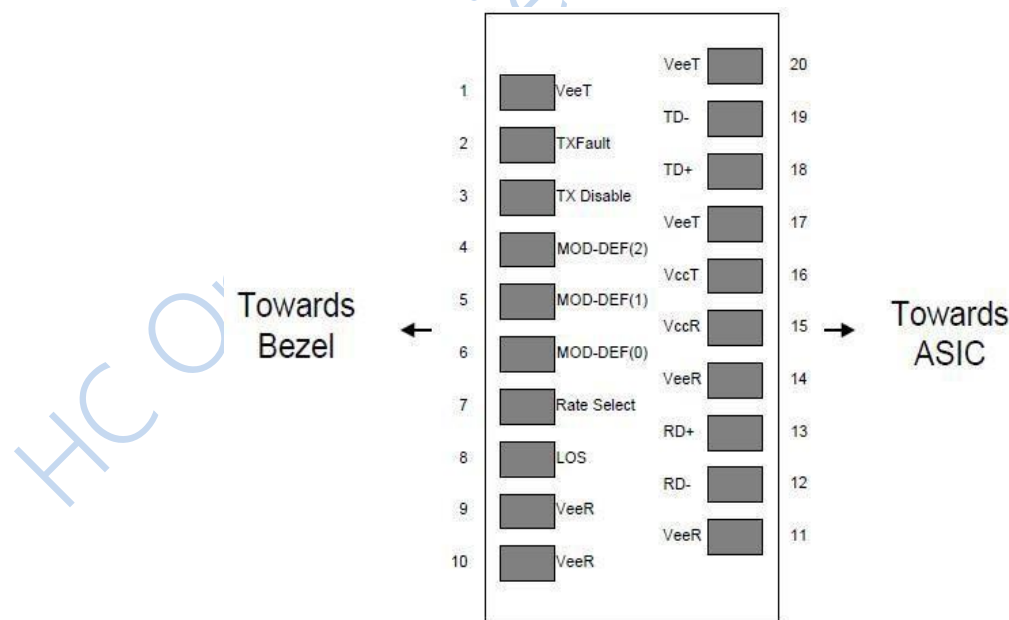 VeeT 20
1 VeeT
TD- 19
2 TXFault
TD+ 18
3 TX Disable
VeeT 17
4 MOD-DEF(2)
VccT 16
5 MOD-DEF(1)
Towards
Bezel
VccR 15
Towards
ASIC
6 MOD-DEF(0)
VeeR 14
7 Rate Select
RD+ 13
8 LOS
RD- 12
9 VeeR
VeeR 11
10 VeeR
HC